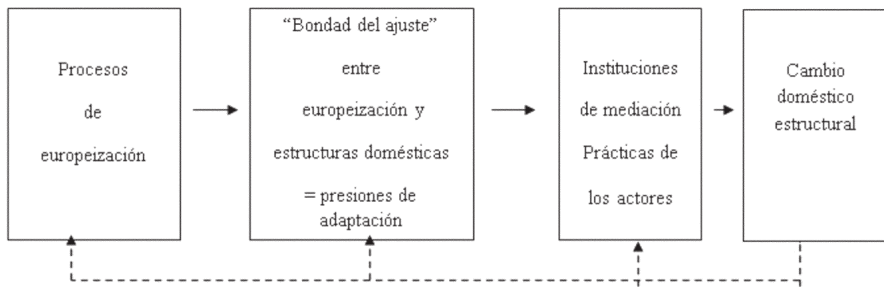 Procesos
de
europeización
“Bondad del ajuste”
entre
europeización y
estructuras domésticas
= presiones de
adaptación
Instituciones
de mediación
Prácticas de
los actores
Cambio
doméstico
estructural